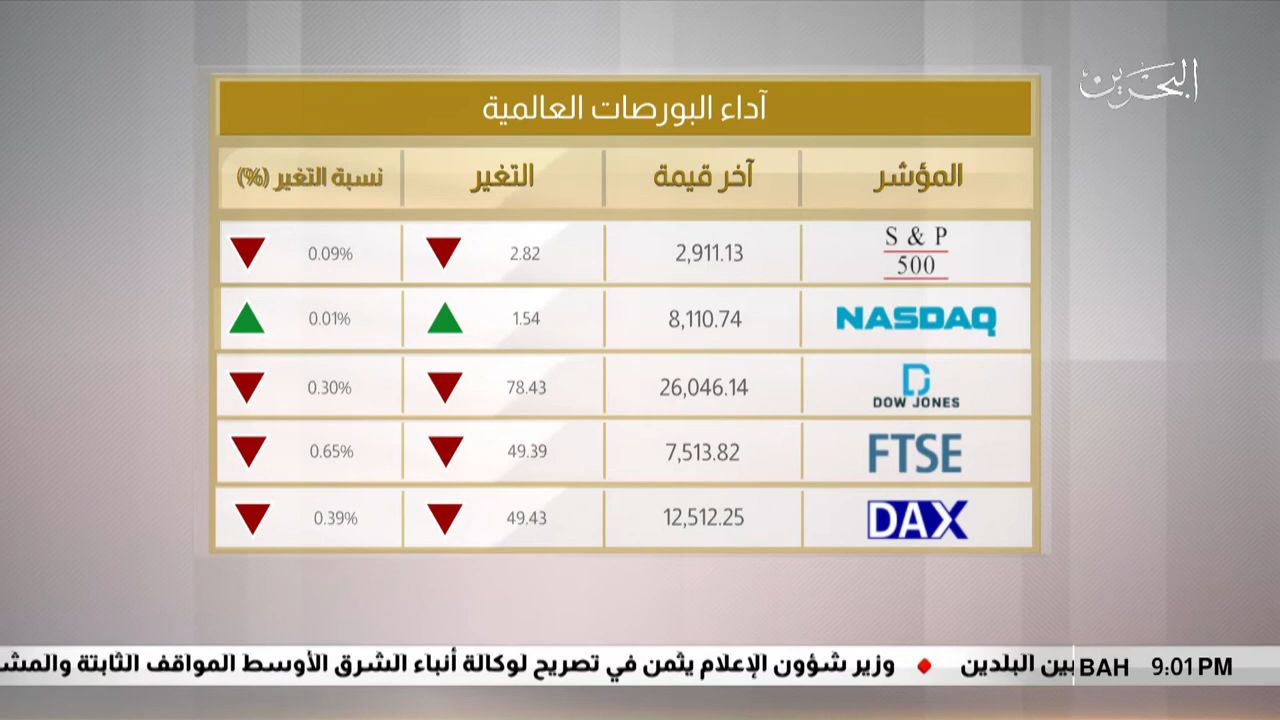 البحرين
آداء البورصات العالمية
المؤشر آخر قيمة التغير نسبة التغير (%)
S & P 500 2,911.13 2.82 0.09%
NASDAQ 8,110.74 1.54 0.01%
DOW JONES 26,046.14 78.43 0.30%
FTSE 7,513.82 49.39 0.65%
DAX 12,512.25 49.43 0.39%
BAH 9:01 PM
بين البلدين • وزير شؤون الإعلام يثمن في تصريح لوكالة أنباء الشرق الأوسط المواقف الثابتة